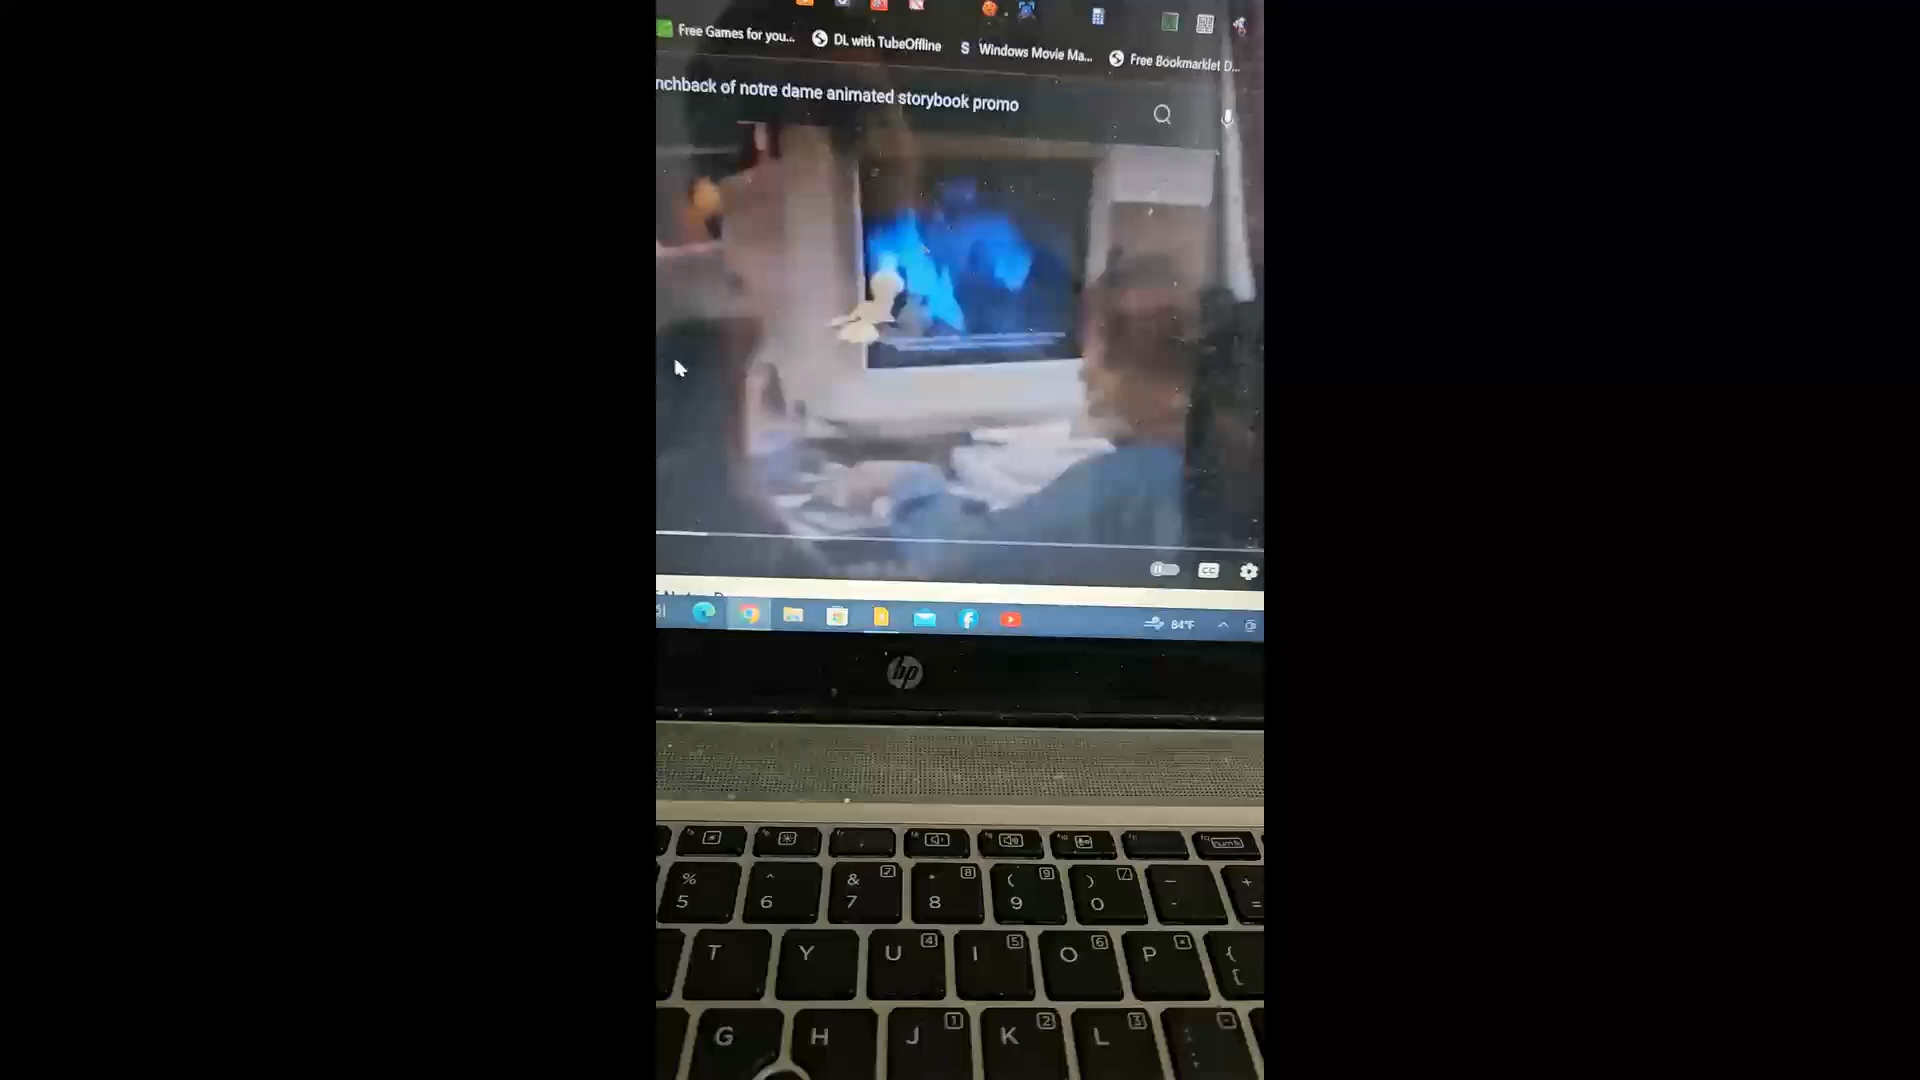 Free Games for you... DL with TubeOffline Windows Movie Ma... Free Bookmarklet D...
nchback of notre dame animated storybook promo
CC
84°F
hp
% ^ & * ( ) _ +
5 6 7 8 9 0 - =
T Y U I O P { [
G H J K L